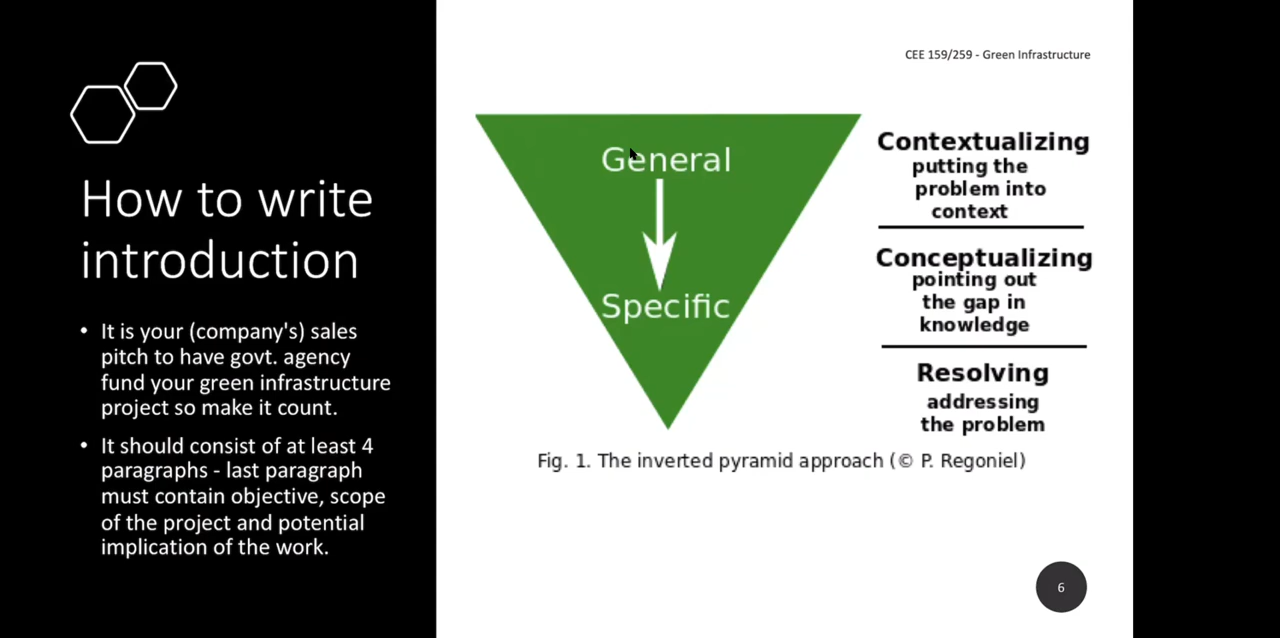 How to write
introduction
• It is your (company's) sales
pitch to have govt. agency
fund your green infrastructure
project so make it count.
• It should consist of at least 4
paragraphs - last paragraph
must contain objective, scope
of the project and potential
implication of the work.
CEE 159/259 - Green Infrastructure
General
Specific
Contextualizing
putting the
problem into
context
Conceptualizing
pointing out
the gap in
knowledge
Resolving
addressing
the problem
Fig. 1. The inverted pyramid approach (© P. Regoniel)
6